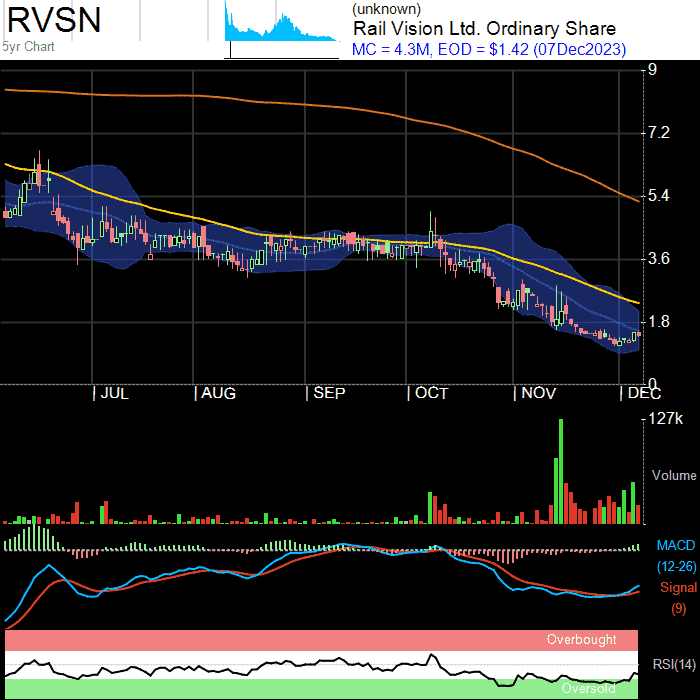 RVSN
5yr Chart
(unknown)
Rail Vision Ltd. Ordinary Share
MC = 4.3M, EOD = $1.42 (07Dec2023)
9
7.2
5.4
3.6
1.8
0
JUL AUG SEP OCT NOV DEC
127k
Volume
MACD
(12-26)
Signal
(9)
Overbought
RSI(14)
Oversold